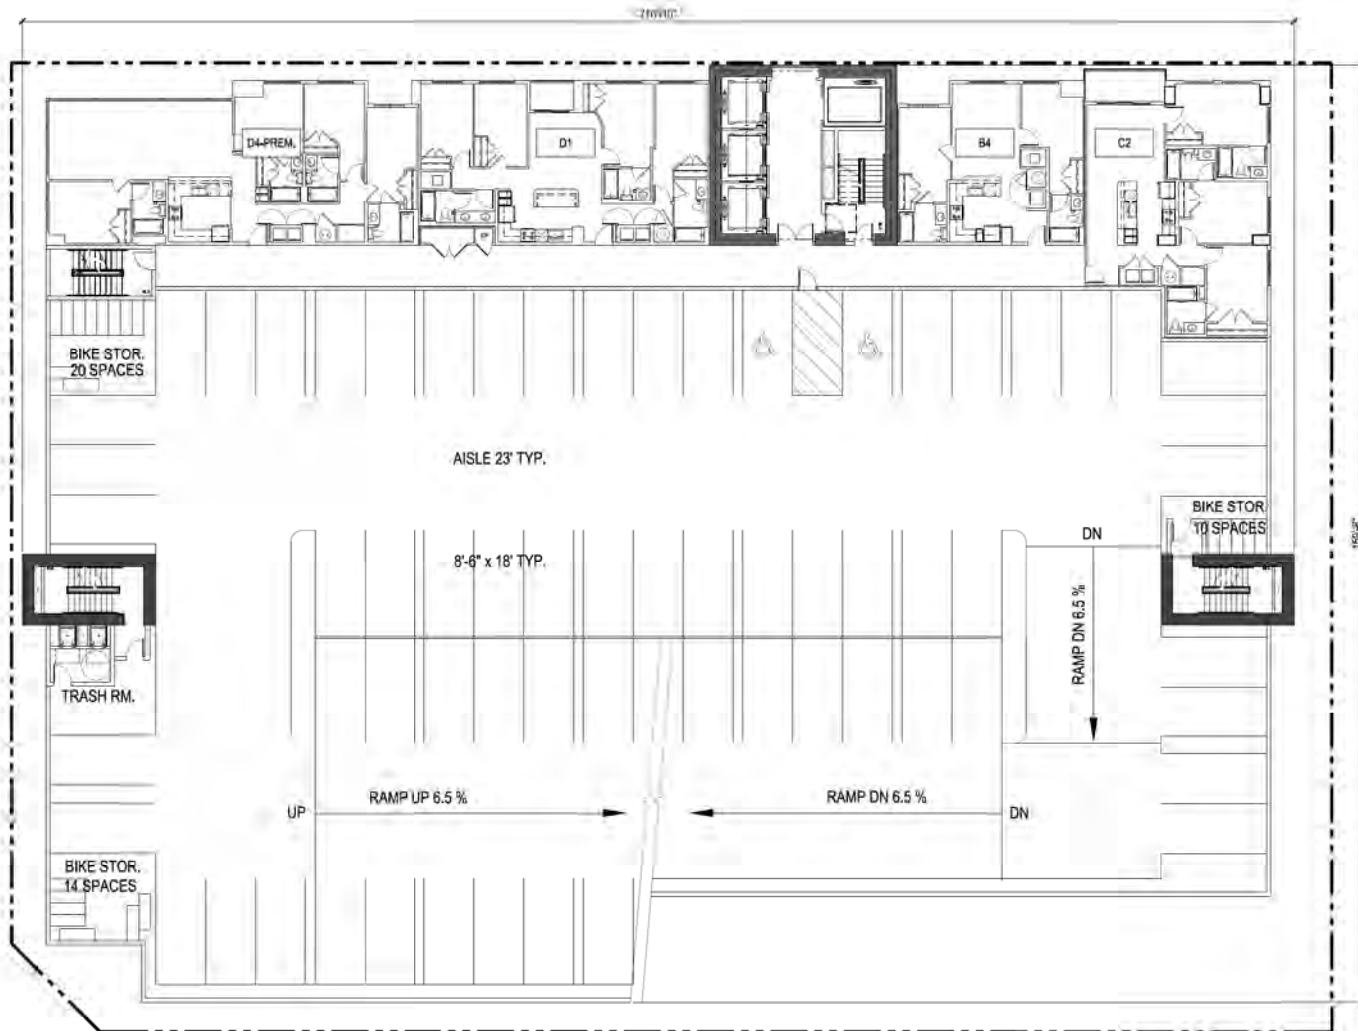 D4-PREM.
D1
B4
C2
BIKE STOR.
20 SPACES
AISLE 23' TYP.
BIKE STOR.
10 SPACES
DN
8'-6" x 18' TYP.
RAMP DN 6.5 %
TRASH RM.
RAMP UP 6.5 %
RAMP DN 6.5 %
UP
DN
BIKE STOR.
14 SPACES